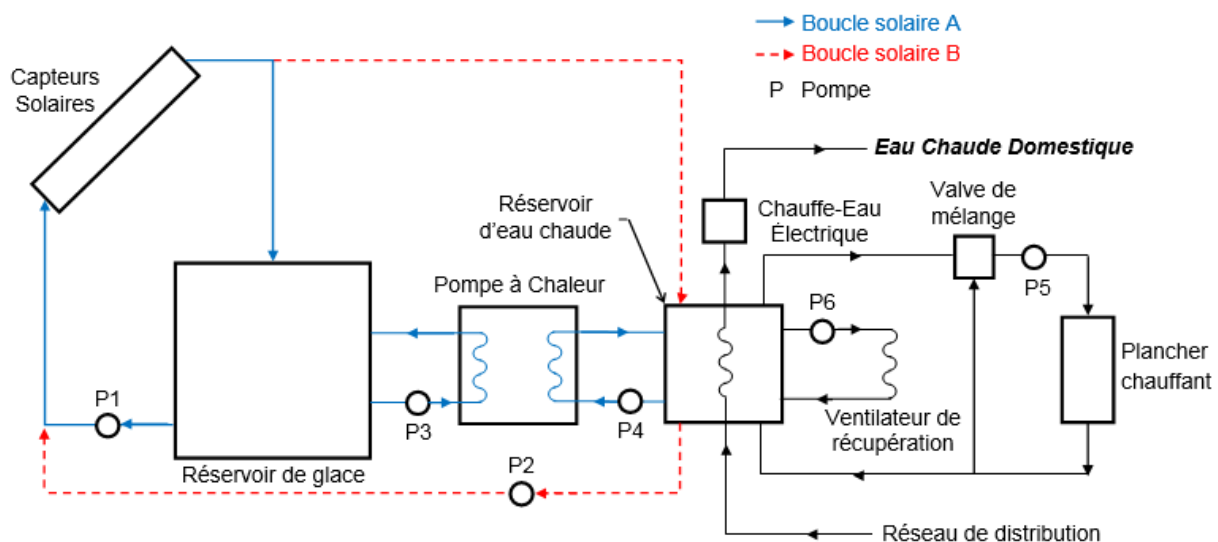 Boucle solaire A
Boucle solaire B
P Pompe
Capteurs
Solaires
Eau Chaude Domestique
Réservoir
d'eau chaude
Chauffe-Eau
Électrique
Valve de
mélange
Pompe à Chaleur
P5
P6
Plancher
chauffant
P1
P3
P4
Ventilateur de
récupération
Réservoir de glace
P2
Réseau de distribution